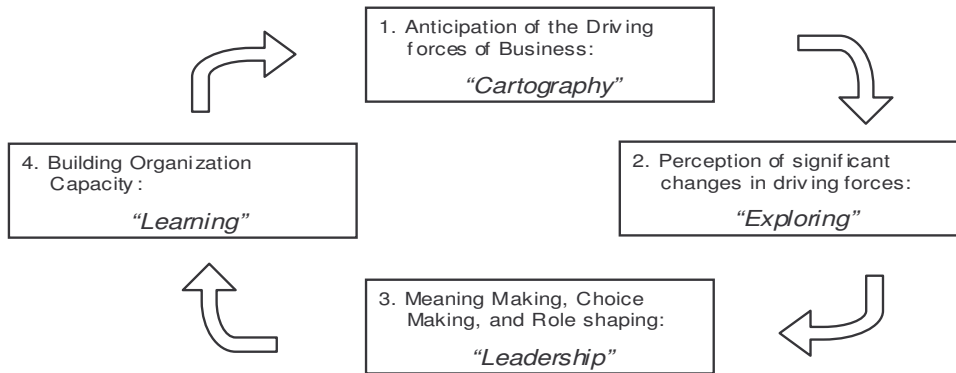 1. Anticipation of the Driving
forces of Business:
“Cartography”
2. Perception of significant
changes in driving forces:
“Exploring”
3. Meaning Making, Choice
Making, and Role shaping:
“Leadership”
4. Building Organization
Capacity:
“Learning”